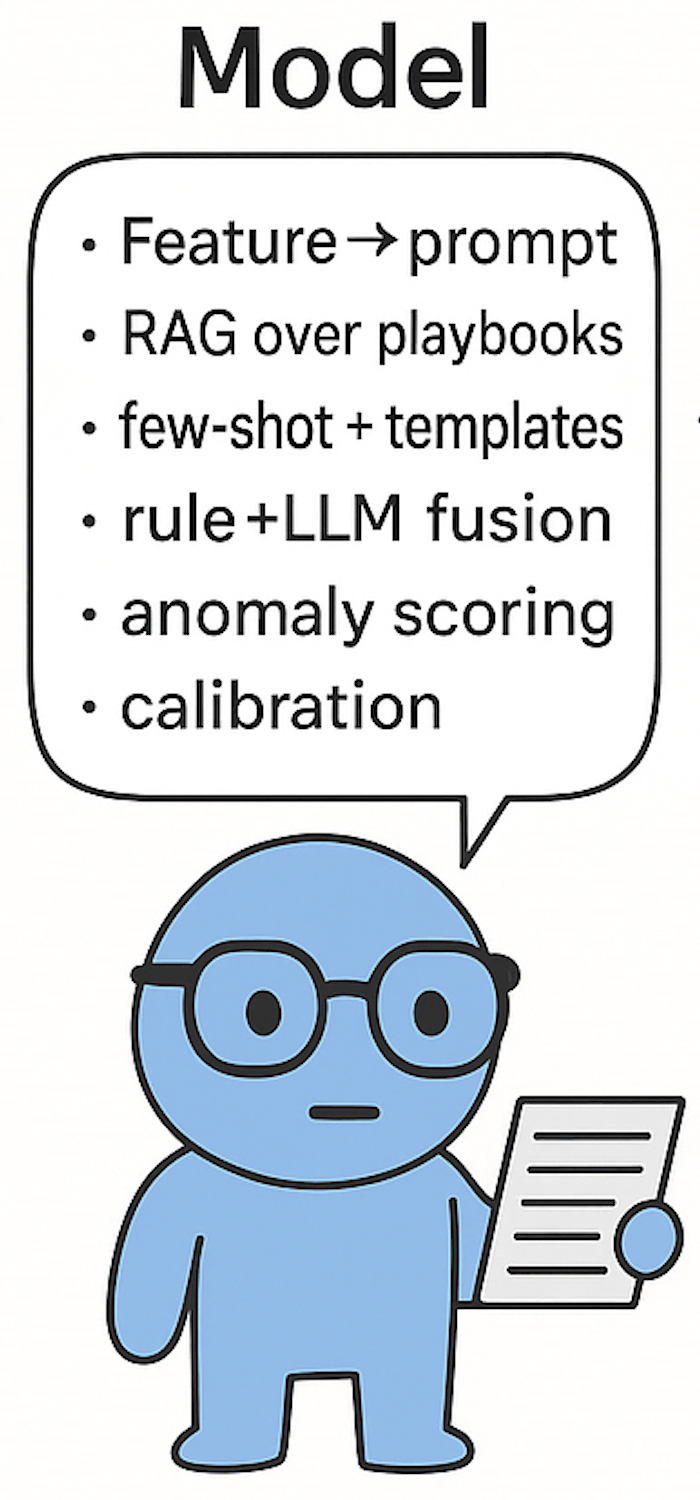 Model
• Feature→prompt
• RAG over playbooks
• few-shot + templates
• rule+LLM fusion
• anomaly scoring
• calibration